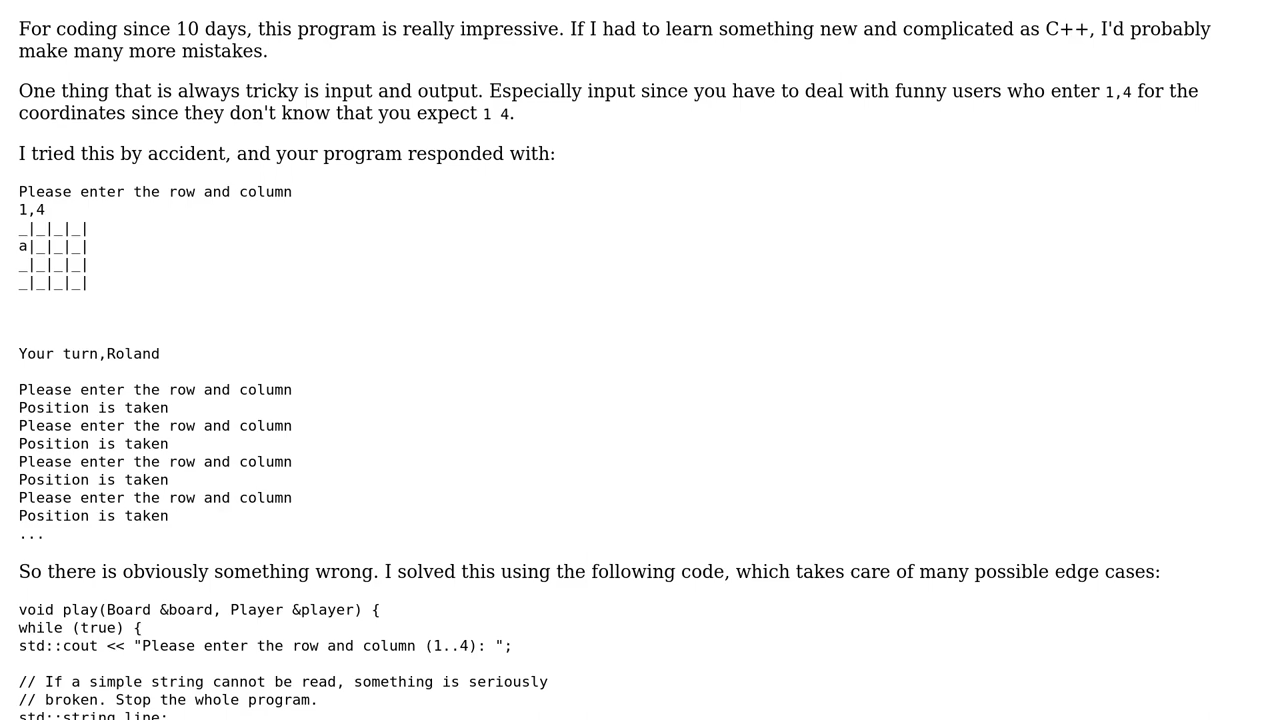 For coding since 10 days, this program is really impressive. If I had to learn something new and complicated as C++, I'd probably
make many more mistakes.
One thing that is always tricky is input and output. Especially input since you have to deal with funny users who enter 1,4 for the
coordinates since they don't know that you expect 1 4.
I tried this by accident, and your program responded with:
Please enter the row and column
1,4
_|_|_|_|
a|_|_|_|
_|_|_|_|
_|_|_|_|
Your turn,Roland
Please enter the row and column
Position is taken
Please enter the row and column
Position is taken
Please enter the row and column
Position is taken
Please enter the row and column
Position is taken
...
So there is obviously something wrong. I solved this using the following code, which takes care of many possible edge cases:
void play(Board &board, Player &player) {
while (true) {
std::cout << "Please enter the row and column (1..4): ";
// If a simple string cannot be read, something is seriously
// broken. Stop the whole program.
std::string line;